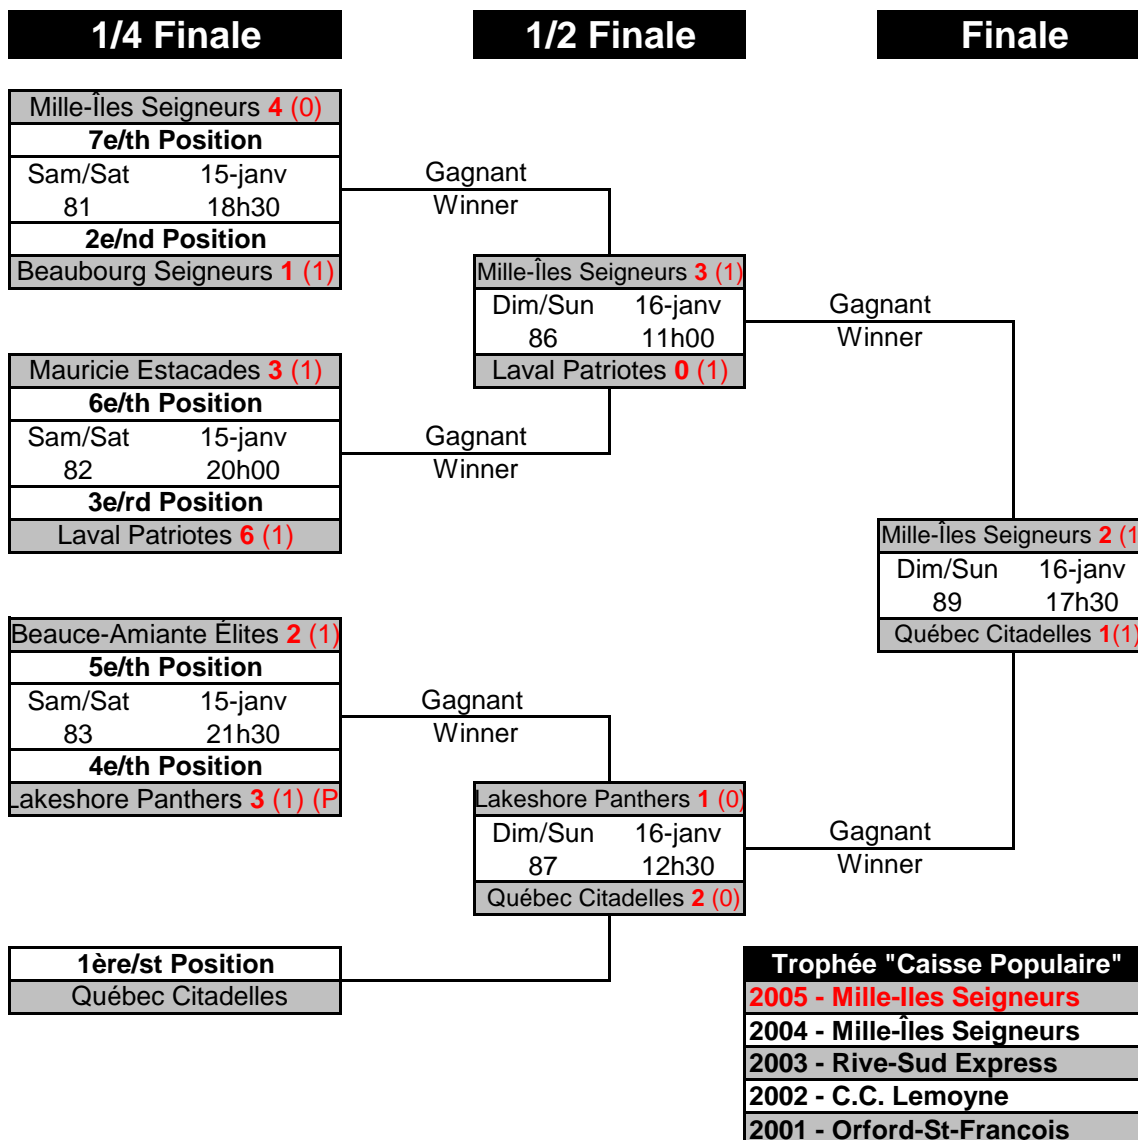 1/4 Finale
1/2 Finale
Finale
Mille-Îles Seigneurs 4 (0)
7e/th Position
Sam/Sat 15-janv
81 18h30
2e/nd Position
Beaubourg Seigneurs 1 (1)
Gagnant
Winner
Mauricie Estacades 3 (1)
6e/th Position
Sam/Sat 15-janv
82 20h00
3e/rd Position
Laval Patriotes 6 (1)
Gagnant
Winner
Mille-Îles Seigneurs 3 (1)
Dim/Sun 16-janv
86 11h00
Laval Patriotes 0 (1)
Gagnant
Winner
Beauce-Amiante Élites 2 (1)
5e/th Position
Sam/Sat 15-janv
83 21h30
4e/th Position
Lakeshore Panthers 3 (1) (P
Gagnant
Winner
Lakeshore Panthers 1 (0)
Dim/Sun 16-janv
87 12h30
Québec Citadelles 2 (0)
Gagnant
Winner
1ère/st Position
Québec Citadelles
Mille-Îles Seigneurs 2 (1
Dim/Sun 16-janv
89 17h30
Québec Citadelles 1(1)
Trophée "Caisse Populaire"
2005 - Mille-Iles Seigneurs
2004 - Mille-Îles Seigneurs
2003 - Rive-Sud Express
2002 - C.C. Lemoyne
2001 - Orford-St-François